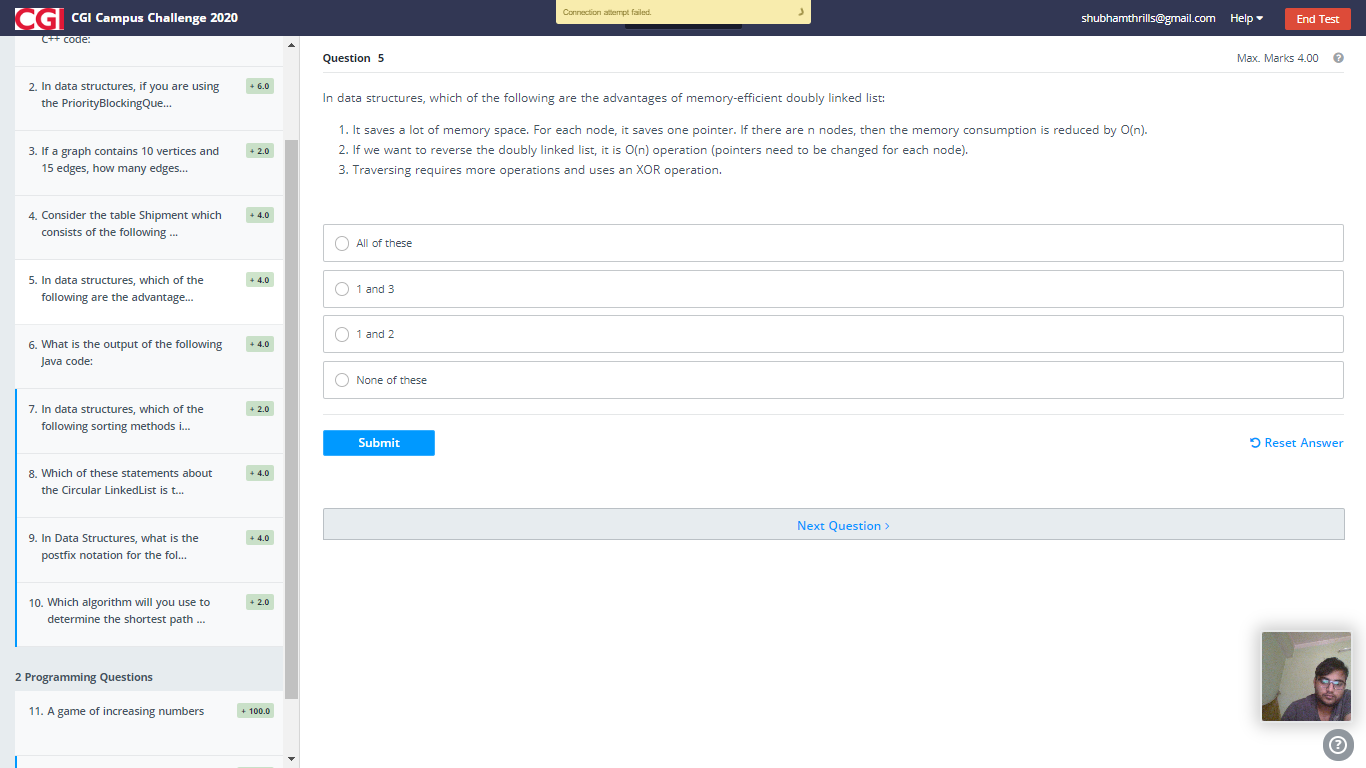 CGI CGI Campus Challenge 2020
Connection attempt failed.
shubhamthrills@gmail.com Help End Test
C++ code:
2. In data structures, if you are using
the PriorityBlockingQue...
+ 6.0
3. If a graph contains 10 vertices and
15 edges, how many edges...
+ 2.0
4. Consider the table Shipment which
consists of the following ...
+ 4.0
5. In data structures, which of the
following are the advantage...
+ 4.0
6. What is the output of the following
Java code:
+ 4.0
7. In data structures, which of the
following sorting methods i...
+ 2.0
8. Which of these statements about
the Circular LinkedList is t...
+ 4.0
9. In Data Structures, what is the
postfix notation for the fol...
+ 4.0
10. Which algorithm will you use to
determine the shortest path ...
+ 2.0
2 Programming Questions
11. A game of increasing numbers
+ 100.0
Question 5
Max. Marks 4.00 ?
In data structures, which of the following are the advantages of memory-efficient doubly linked list:
1. It saves a lot of memory space. For each node, it saves one pointer. If there are n nodes, then the memory consumption is reduced by O(n).
2. If we want to reverse the doubly linked list, it is O(n) operation (pointers need to be changed for each node).
3. Traversing requires more operations and uses an XOR operation.
All of these
1 and 3
1 and 2
None of these
Submit
Reset Answer
Next Question >
?